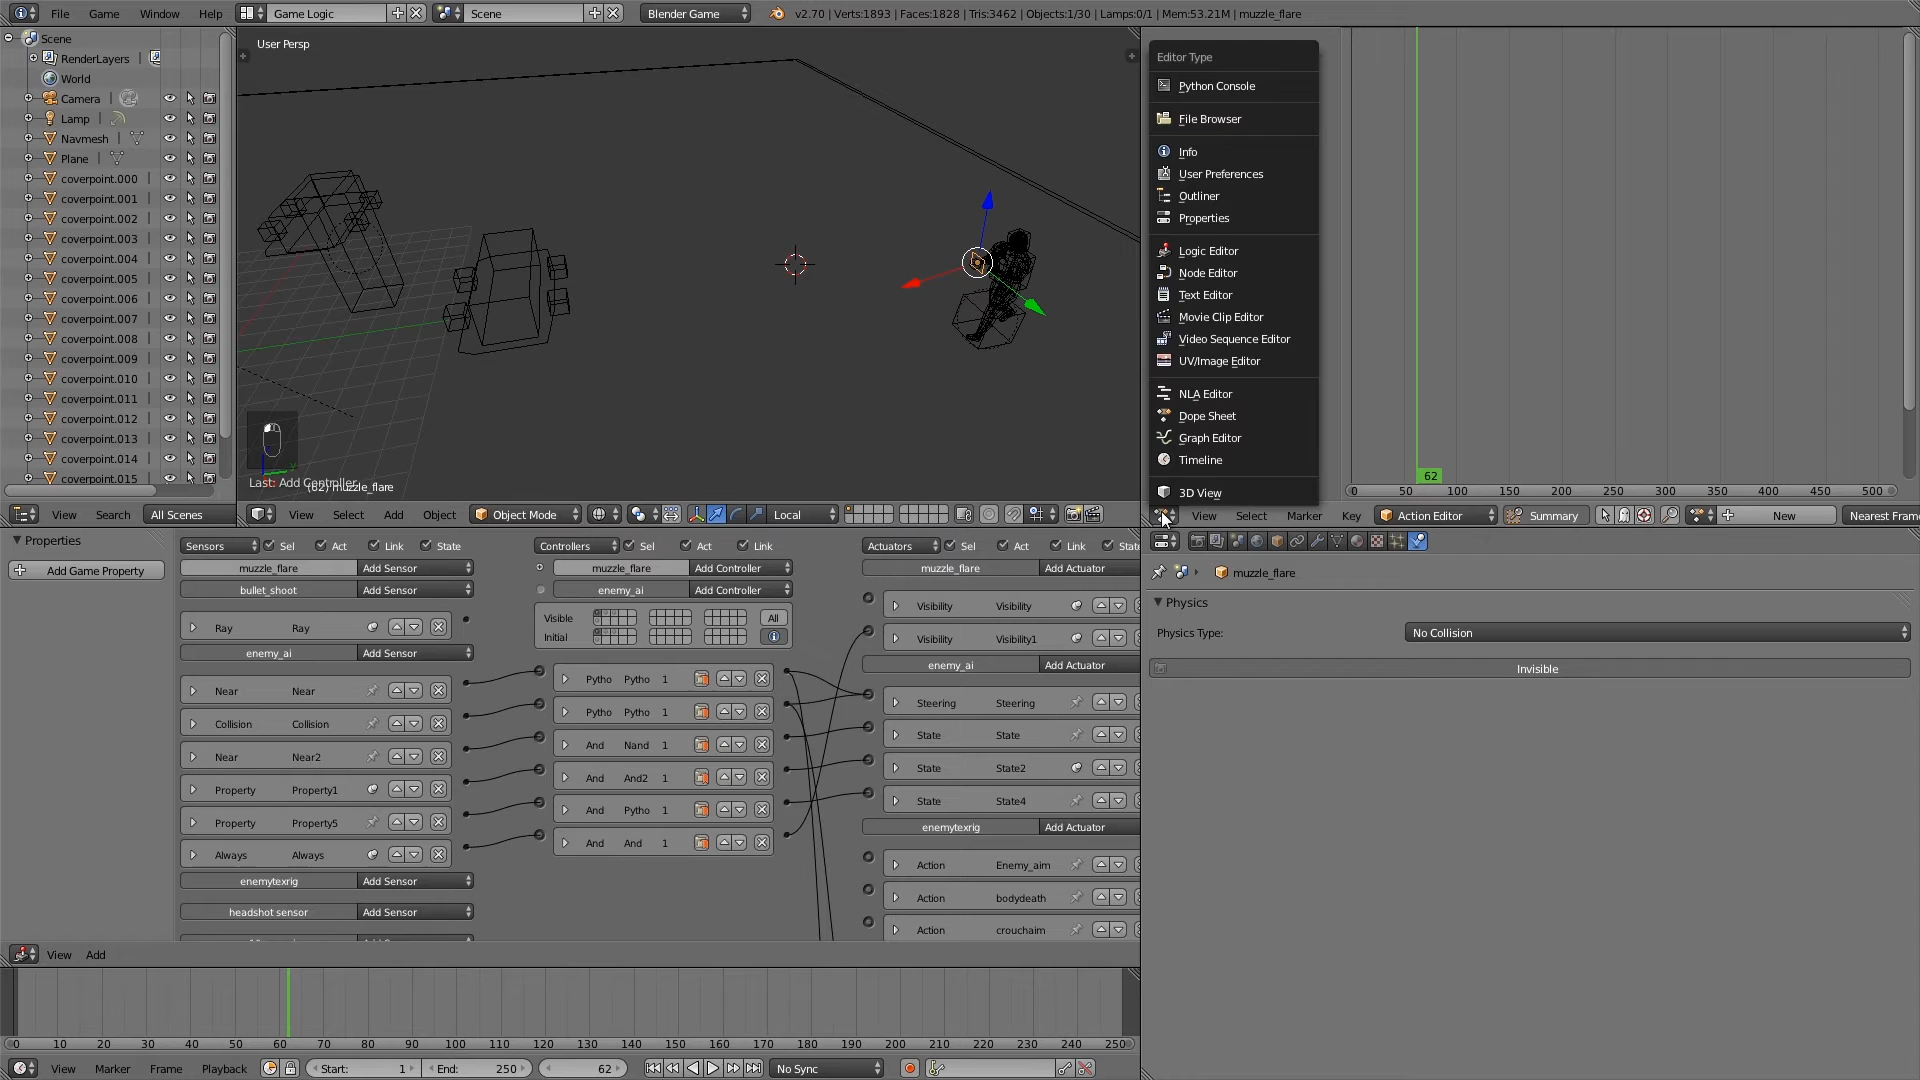 File Game Window Help Game Logic Scene Blender Game v2.70 | Verts:1893 | Faces:1828 | Tris:3462 | Objects:1/30 | Lamps:0/1 | Mem:53.21M | muzzle_flare
Scene
RenderLayers |
World
Camera |
Lamp |
Navmesh |
Plane |
coverpoint.000 |
coverpoint.001 |
coverpoint.002 |
coverpoint.003 |
coverpoint.004 |
coverpoint.005 |
coverpoint.006 |
coverpoint.007 |
coverpoint.008 |
coverpoint.009 |
coverpoint.010 |
coverpoint.011 |
coverpoint.012 |
coverpoint.013 |
coverpoint.014 |
coverpoint.015 |
View Search All Scenes
User Persp
Last: Add Controller
(62) muzzle_flare
View Select Add Object Object Mode Local
Editor Type
Python Console
File Browser
Info
User Preferences
Outliner
Properties
Logic Editor
Node Editor
Text Editor
Movie Clip Editor
Video Sequence Editor
UV/Image Editor
NLA Editor
Dope Sheet
Graph Editor
Timeline
3D View
62
0 50 100 150 200 250 300 350 400 450 500
View Select Marker Key Action Editor Summary New Nearest Fram
Properties
Add Game Property
Sensors Sel Act Link State
muzzle_flare Add Sensor
bullet_shoot Add Sensor
Ray Ray
enemy_ai Add Sensor
Near Near
Collision Collision
Near Near2
Property Property1
Property Property5
Always Always
enemytexrig Add Sensor
headshot sensor Add Sensor
Controllers Sel Act Link
muzzle_flare Add Controller
enemy_ai Add Controller
Visible All
Initial
Pytho Pytho 1
Pytho Pytho 1
And Nand 1
And And2 1
And Pytho 1
And And 1
Actuators Sel Act Link State
muzzle_flare Add Actuator
Visibility Visibility
Visibility Visibility1
enemy_ai Add Actuator
Steering Steering
State State
State State2
State State4
enemytexrig Add Actuator
Action Enemy_aim
Action bodydeath
Action crouchaim
View Add
muzzle_flare
Physics
Physics Type: No Collision
Invisible
0 10 20 30 40 50 60 70 80 90 100 110 120 130 140 150 160 170 180 190 200 210 220 230 240 250
View Marker Frame Playback Start: 1 End: 250 62 No Sync